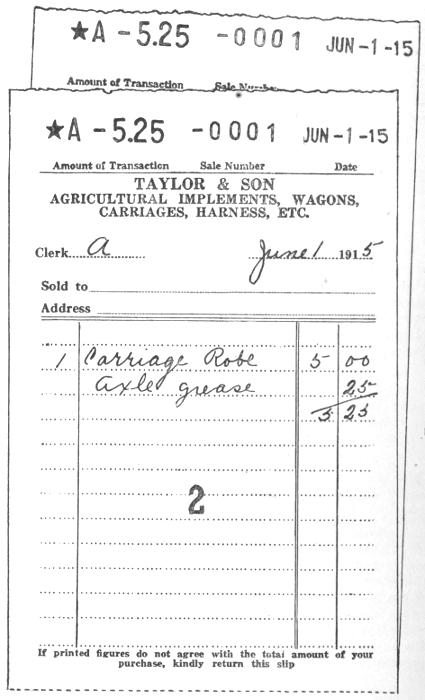 ★A -5.25 -0001 JUN-1-15
Amount of Transaction Sale Number
★A -5.25 -0001 JUN-1-15
Amount of Transaction Sale Number Date
TAYLOR & SON
AGRICULTURAL IMPLEMENTS, WAGONS,
CARRIAGES, HARNESS, ETC.
Clerk A June 1 1915
Sold to
Address
1 Carriage Robe 5 00
Axle grease 25
5 25
2
If printed figures do not agree with the total amount of your
purchase, kindly return this slip